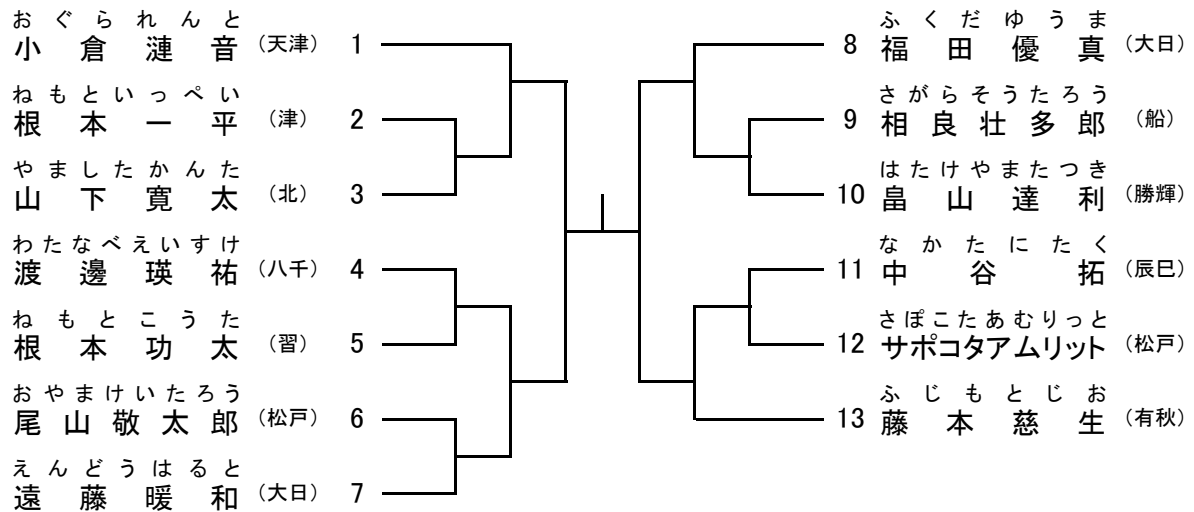 おぐられんと
小倉漣音 （天津） 1
ねもといっぺい
根本一平 （津） 2
やましたかんた
山下寛太 （北） 3
わたなべえいすけ
渡邊瑛祐 （八千） 4
ねもとこうた
根本功太 （習） 5
おやまけいたろう
尾山敬太郎 （松戸） 6
えんどうはると
遠藤暖和 （大日） 7
ふくだゆうま
8 福田優真 （大日）
さがらそうたろう
9 相良壮多郎 （船）
はたけやまたつき
10 畠山達利 （勝輝）
なかたにたく
11 中谷拓 （辰巳）
さぽこたあむりっと
12 サポコタアムリット （松戸）
ふじもとじお
13 藤本慈生 （有秋）